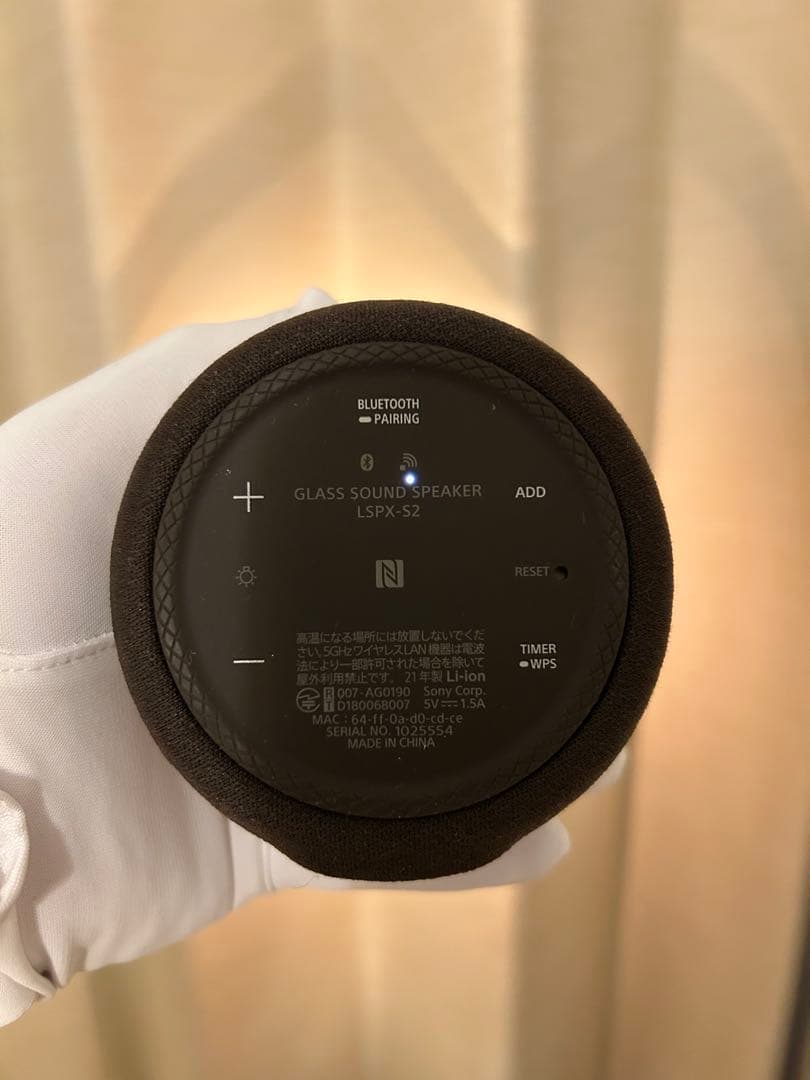 BLUETOOTH
PAIRING
GLASS SOUND SPEAKER
LSPX-S2
ADD
RESET
高温になる場所には放置しないでくだ
さい。5GHzワイヤレスLAN機器は電波
法により一部許可された場合を除いて
屋外利用禁止です。 21年製 Li-ion
R 007-AG0190 Sony Corp.
T D180068007 5V 1.5A
MAC : 64-ff-0a-d0-cd-ce
SERIAL NO. 1025554
MADE IN CHINA
TIMER
WPS